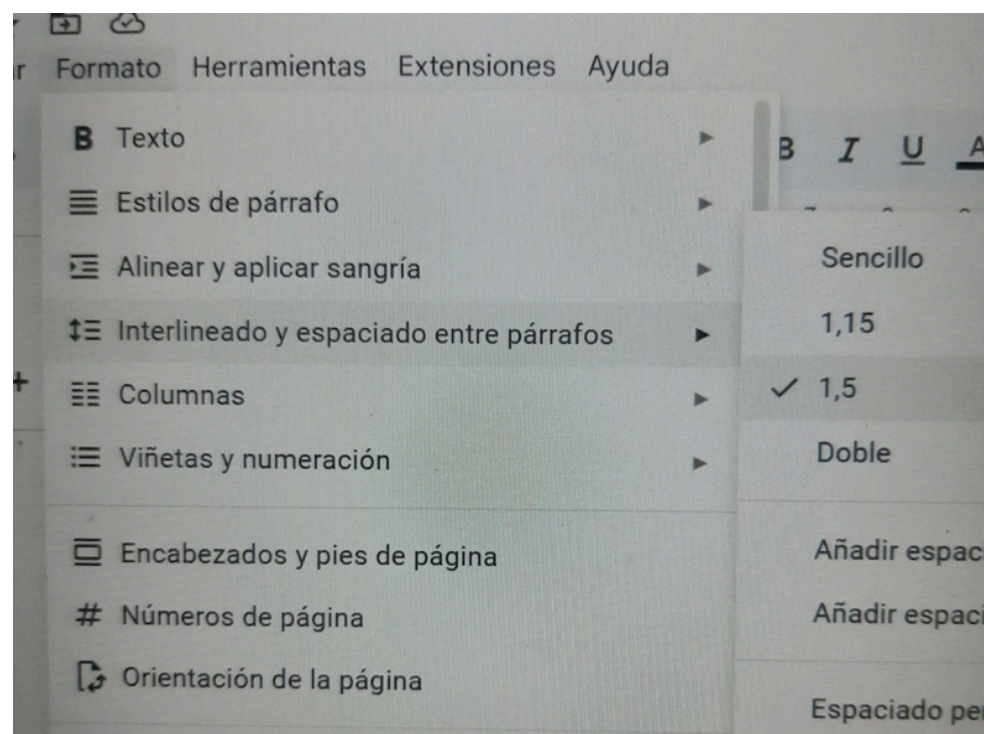 Formato Herramientas Extensiones Ayuda
B Texto
B I U A
Estilos de párrafo
Alinear y aplicar sangría
Interlineado y espaciado entre párrafos
Columnas
Viñetas y numeración
Encabezados y pies de página
# Números de página
Orientación de la página
Sencillo
1,15
1,5
Doble
Añadir espac
Añadir espaci
Espaciado pe